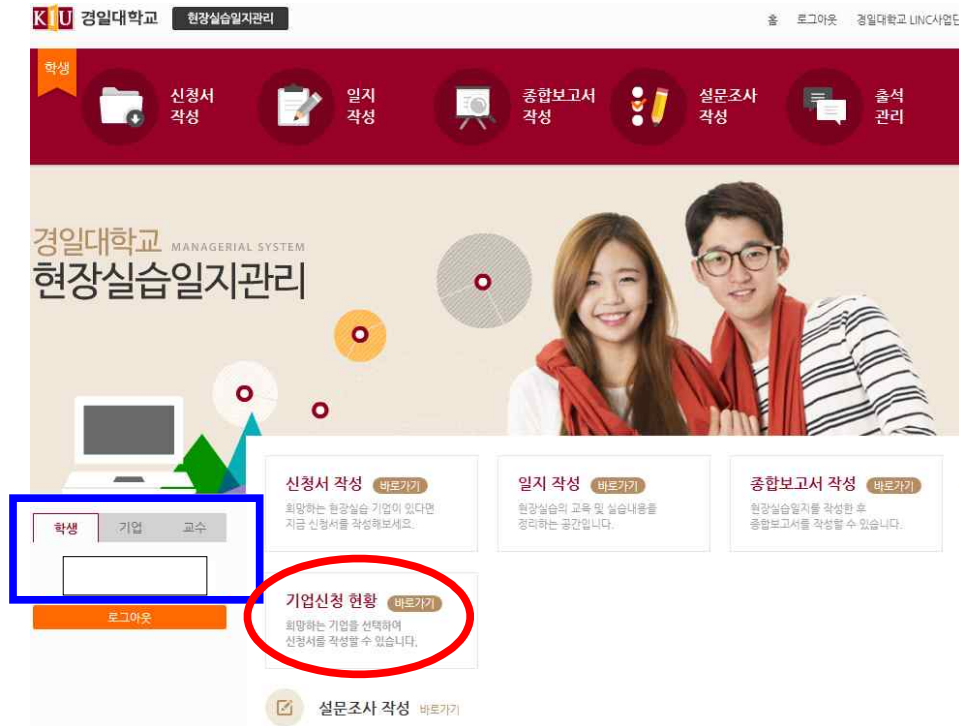 KIU 경일대학교 현장실습일지관리
홈 로그아웃 경일대학교 LINC사업단
학생
신청서 작성
일지 작성
종합보고서 작성
설문조사 작성
출석 관리
경일대학교 MANAGERIAL SYSTEM
현장실습일지관리
신청서 작성 바로가기
희망하는 현장실습 기업이 있다면
지금 신청서를 작성해보세요.
일지 작성 바로가기
현장실습의 교육 및 실습내용을
정리하는 공간입니다.
종합보고서 작성 바로가기
현장실습일지를 작성한 후
종합보고서를 작성할 수 있습니다.
학생 기업 교수
로그아웃
기업신청 현황 바로가기
희망하는 기업을 선택하여
신청서를 작성할 수 있습니다.
설문조사 작성 바로가기